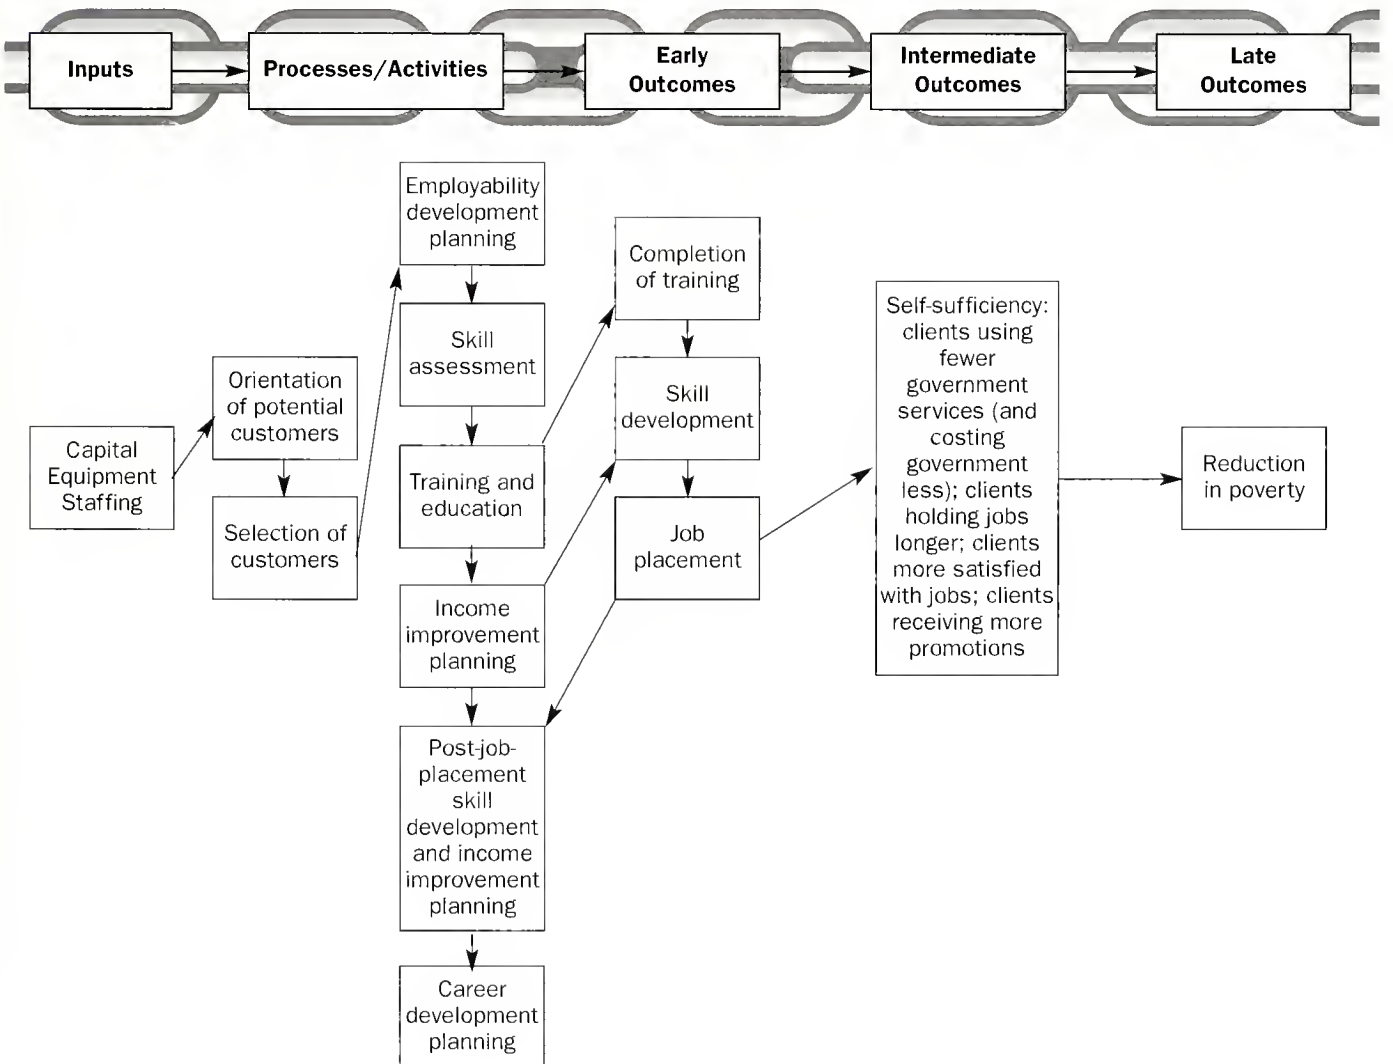 Inputs
Processes/Activities
Early
Outcomes
Intermediate
Outcomes
Late
Outcomes
Capital
Equipment
Staffing
Orientation
of potential
customers
Selection of
customers
Employability
development
planning
Skill
assessment
Training and
education
Income
improvement
planning
Post-job-
placement
skill
development
and income
improvement
planning
Career
development
planning
Completion
of training
Skill
development
Job
placement
Self-sufficiency:
clients using
fewer
government
services (and
costing
government
less); clients
holding jobs
longer; clients
more satisfied
with jobs; clients
receiving more
promotions
Reduction
in poverty